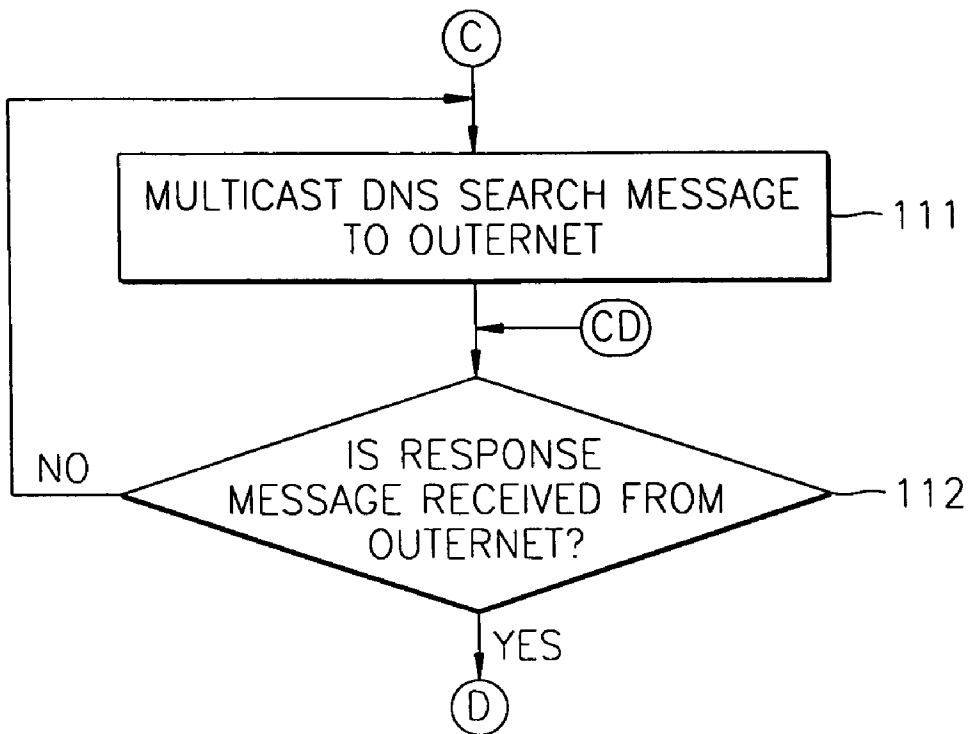 C
MULTICAST DNS SEARCH MESSAGE
TO OUTERNET
111
CD
IS RESPONSE
MESSAGE RECEIVED FROM
OUTERNET?
NO
112
YES
D